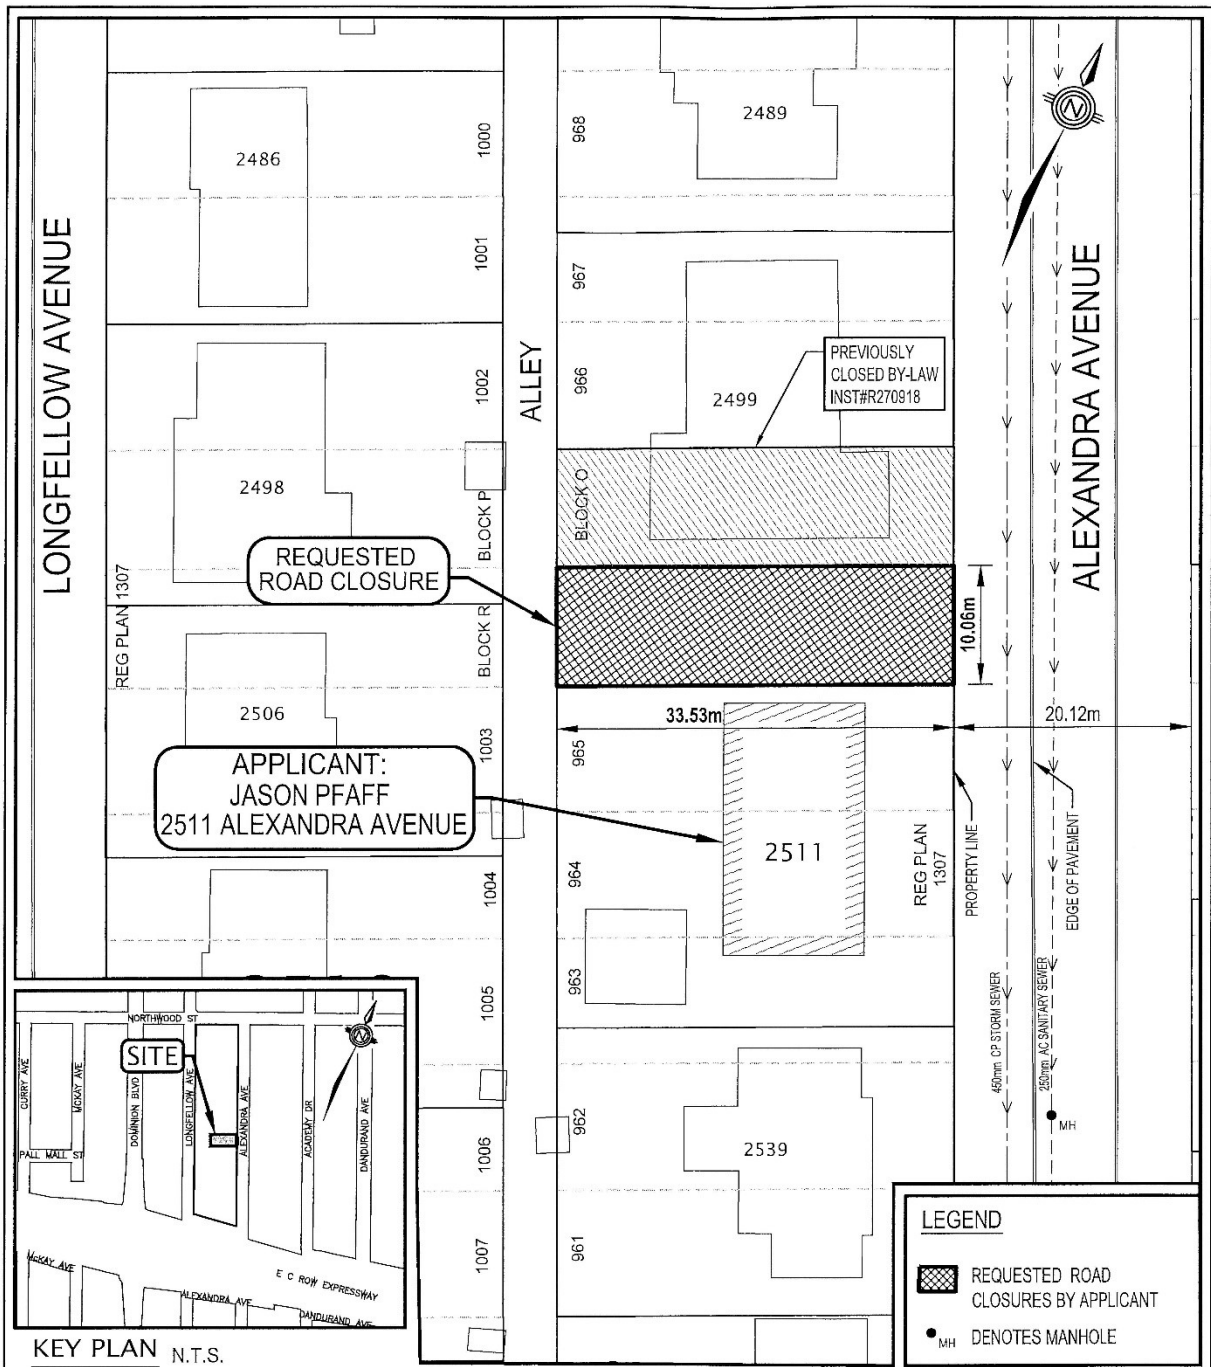 LONGFELLOW AVENUE
REG PLAN 1307
2486
2498
2506
1000
1001
1002
BLOCK P
BLOCK R
1003
1004
1005
1006
1007
ALLEY
968
967
966
BLOCK O
965
964
963
962
961
2489
2499
2511
2539
PREVIOUSLY
CLOSED BY-LAW
INST#R270918
REQUESTED
ROAD CLOSURE
APPLICANT:
JASON PFAFF
2511 ALEXANDRA AVENUE
10.06m
33.53m
20.12m
REG PLAN
1307
PROPERTY LINE
EDGE OF PAVEMENT
450mm CP STORM SEWER
250mm AC SANITARY SEWER
MH
N
ALEXANDRA AVENUE
NORTHWOOD ST
SITE
N
CURRY AVE
MCKAY AVE
DOMINION BLVD
LONGFELLOW AVE
ALEXANDRA AVE
ACADEMY DR
DANDURAND AVE
PALL MALL ST
McKAY AVE
E C ROW EXPRESSWAY
ALEXANDRA AVE
DANDURAND AVE
KEY PLAN N.T.S.
LEGEND
REQUESTED ROAD
CLOSURES BY APPLICANT
MH DENOTES MANHOLE